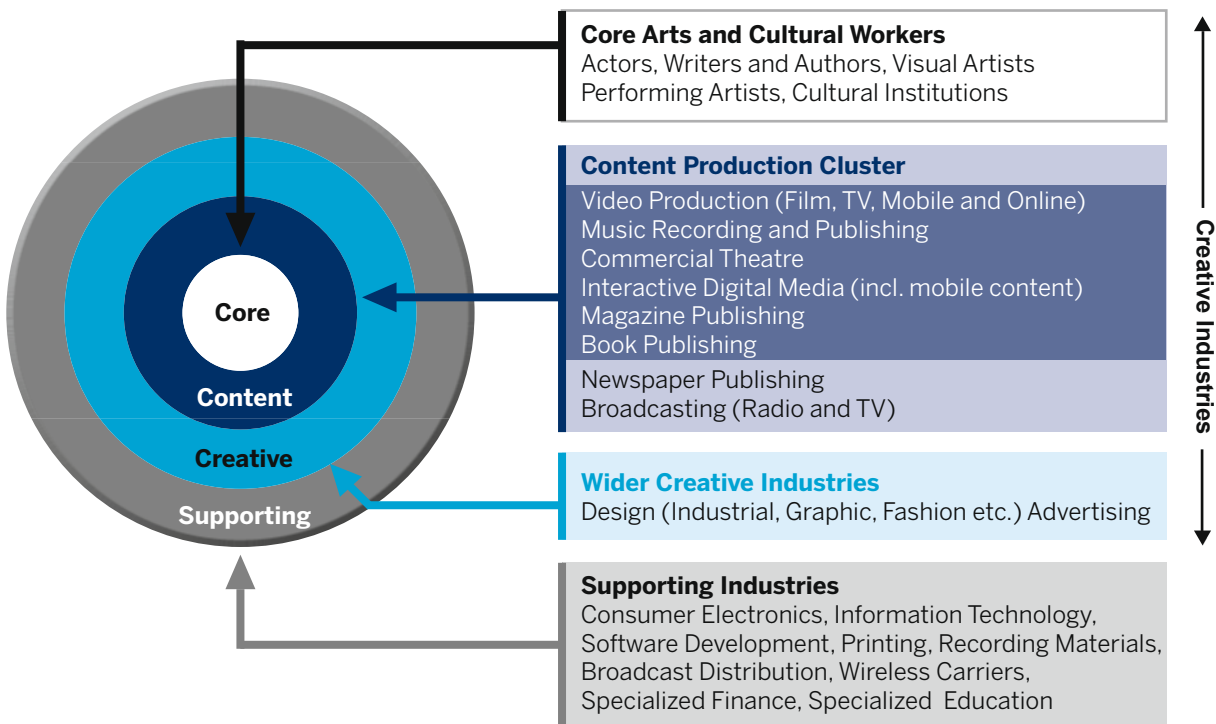 Core
Content
Creative
Supporting
Core Arts and Cultural Workers
Actors, Writers and Authors, Visual Artists
Performing Artists, Cultural Institutions
Content Production Cluster
Video Production (Film, TV, Mobile and Online)
Music Recording and Publishing
Commercial Theatre
Interactive Digital Media (incl. mobile content)
Magazine Publishing
Book Publishing
Newspaper Publishing
Broadcasting (Radio and TV)
Wider Creative Industries
Design (Industrial, Graphic, Fashion etc.) Advertising
Supporting Industries
Consumer Electronics, Information Technology,
Software Development, Printing, Recording Materials,
Broadcast Distribution, Wireless Carriers,
Specialized Finance, Specialized  Education
Creative Industries